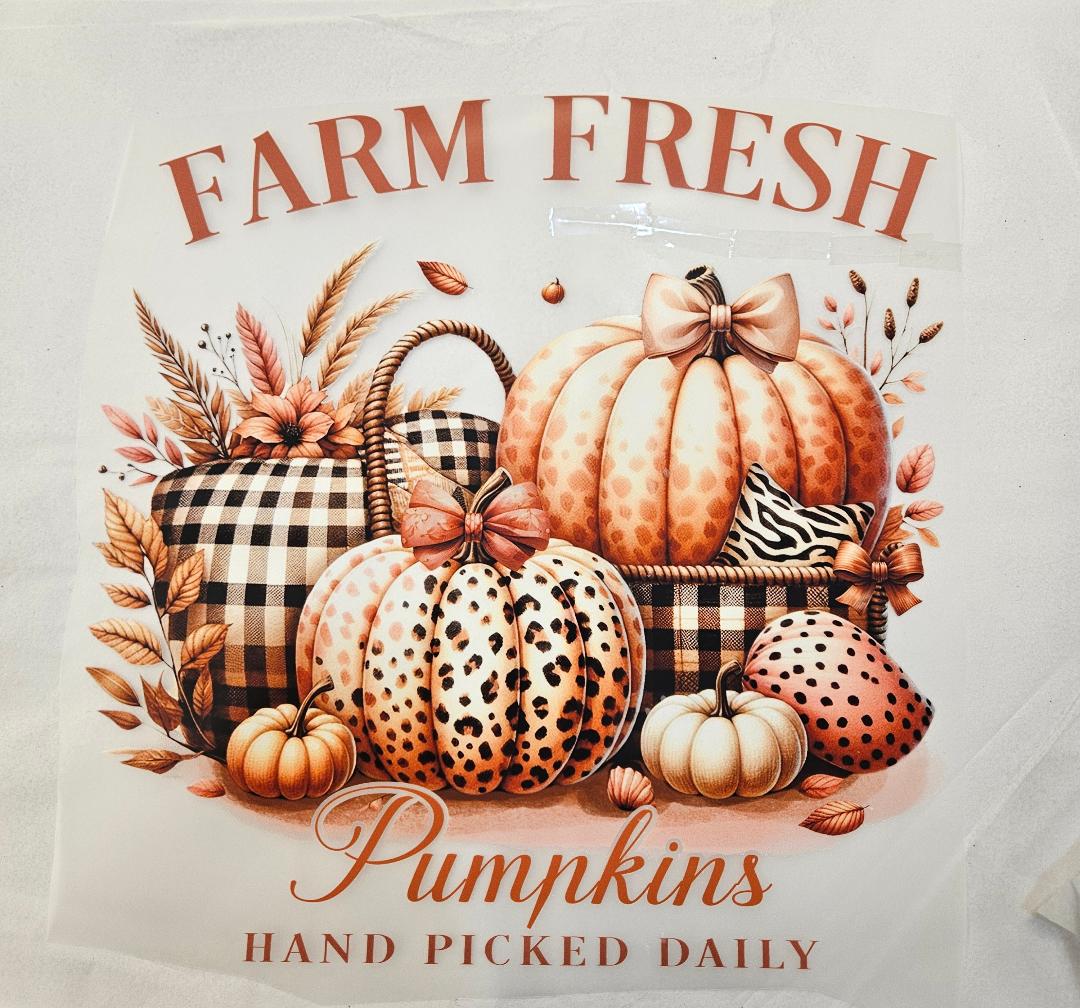 FARM FRESH
Pumpkins
HAND PICKED DAILY